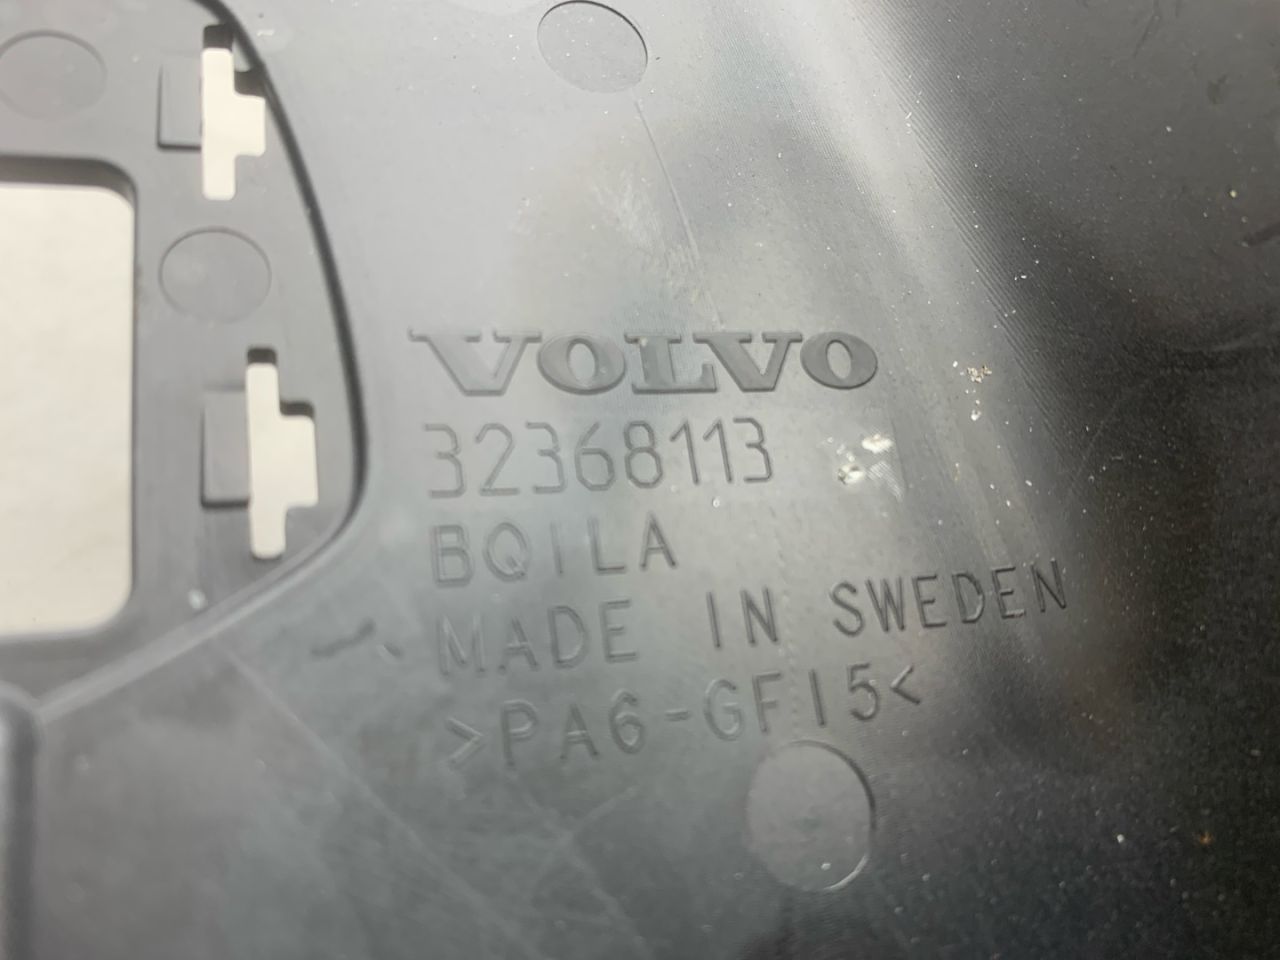 VOLVO
32368113
BQILA
MADE IN SWEDEN
>PA6-GF15<